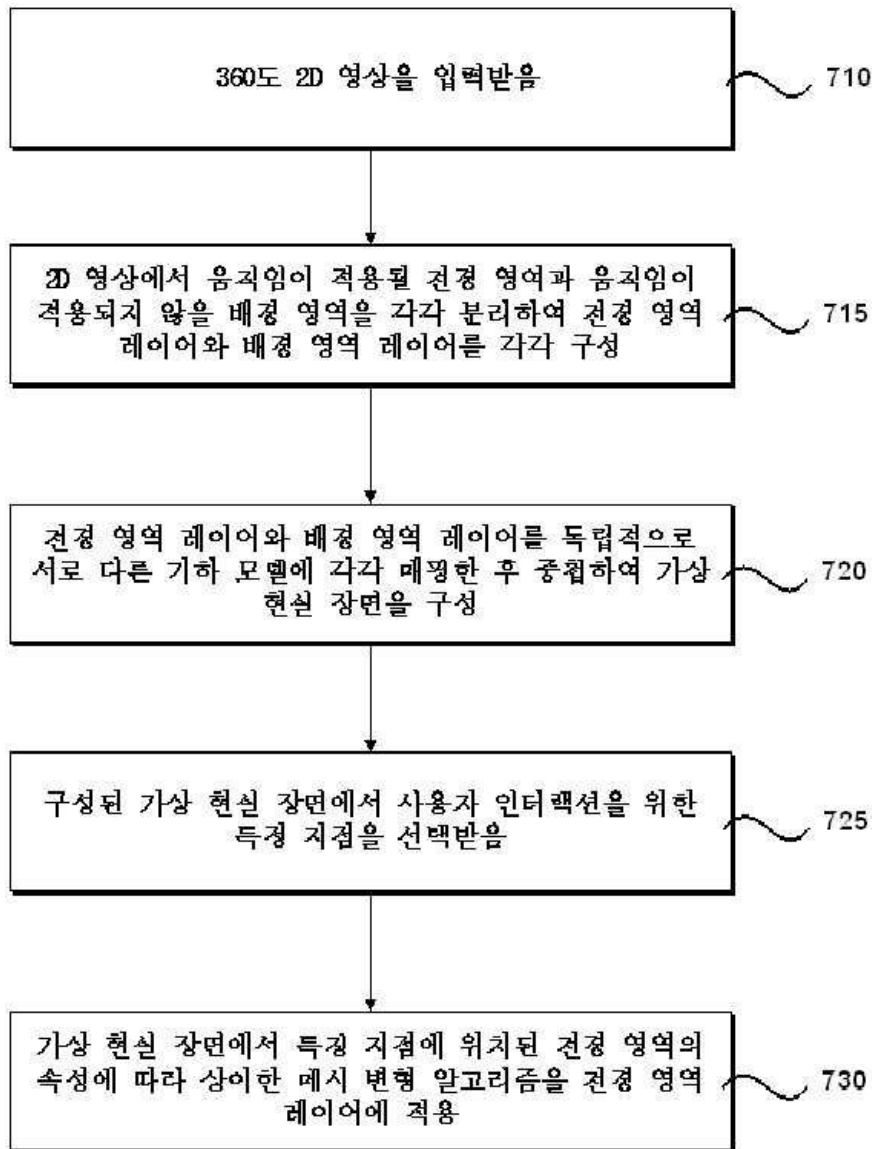 360도 2D 영상을 입력받음
710
2D 영상에서 움직임이 적용될 전경 영역과 움직임이
적용되지 않을 배경 영역을 각각 분리하여 전경 영역
레이어와 배경 영역 레이어를 각각 구성
715
전경 영역 레이어와 배경 영역 레이어를 독립적으로
서로 다른 기하 모델에 각각 매핑한 후 중첩하여 가상
현실 장면을 구성
720
구성된 가상 현실 장면에서 사용자 인터랙션을 위한
특정 지점을 선택받음
725
가상 현실 장면에서 특정 지점에 위치된 전경 영역의
속성에 따라 상이한 메시 변형 알고리즘을 전경 영역
레이어에 적용
730